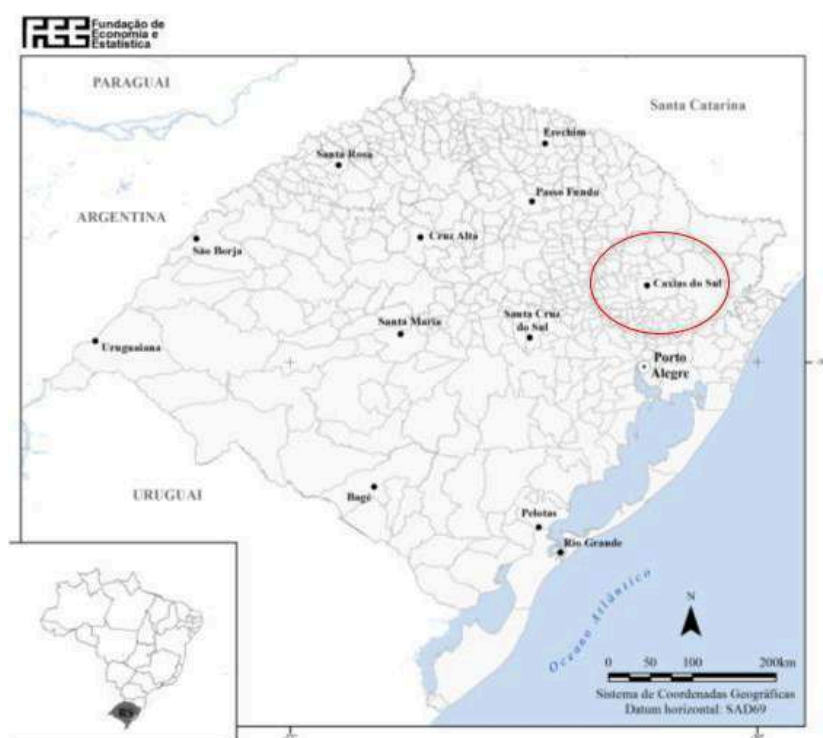 FEE
Fundação de
Economia e
Estatística
PARAGUAI
Santa Catarina
Erechim
Santa Rosa
Passo Fundo
ARGENTINA
Cruz Alta
São Borja
Caxias do Sul
Santa Cruz
do Sul
Santa Maria
Uruguaiana
Porto
Alegre
URUGUAI
Bagé
Pelotas
Rio Grande
Oceano Atlântico
N
0 50 100 200km
Sistema de Coordenadas Geográficas
Datum horizontal: SAD69
RS